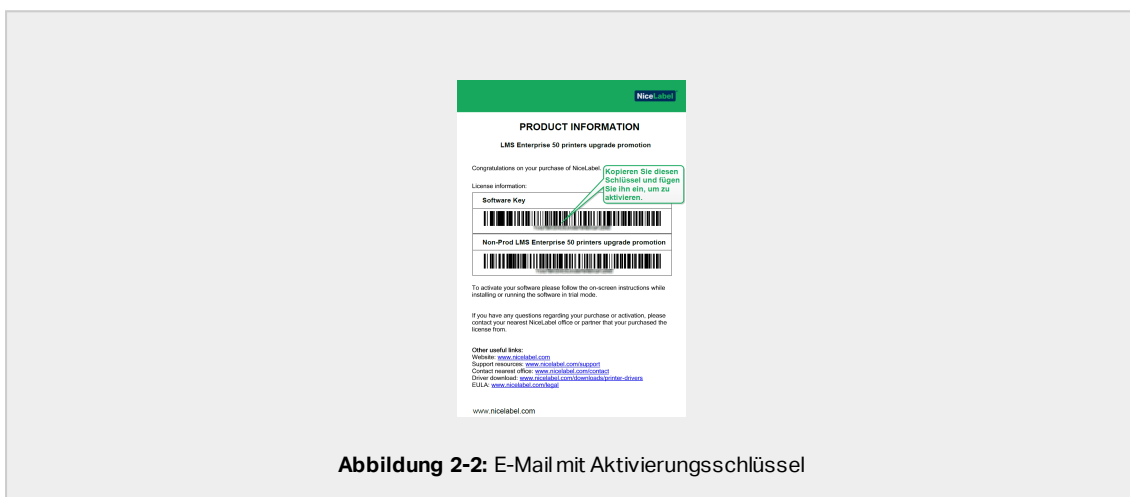 NiceLabel
PRODUCT INFORMATION
LMS Enterprise 50 printers upgrade promotion
Congratulations on your purchase of NiceLabel.
Kopieren Sie diesen
Schlüssel und fügen
Sie ihn ein, um zu
aktivieren.
License information:
Software Key
Non-Prod LMS Enterprise 50 printers upgrade promotion
To activate your software please follow the on-screen instructions while
installing or running the software in trial mode.
If you have any questions regarding your purchase or activation, please
contact your nearest NiceLabel office or partner that your purchased the
license from.
Other useful links:
Website: www.nicelabel.com
Support resources: www.nicelabel.com/support
Contact nearest office: www.nicelabel.com/contact
Driver download: www.nicelabel.com/downloads/printer-drivers
EULA: www.nicelabel.com/legal
www.nicelabel.com
Abbildung 2-2: E-Mail mit Aktivierungsschlüssel